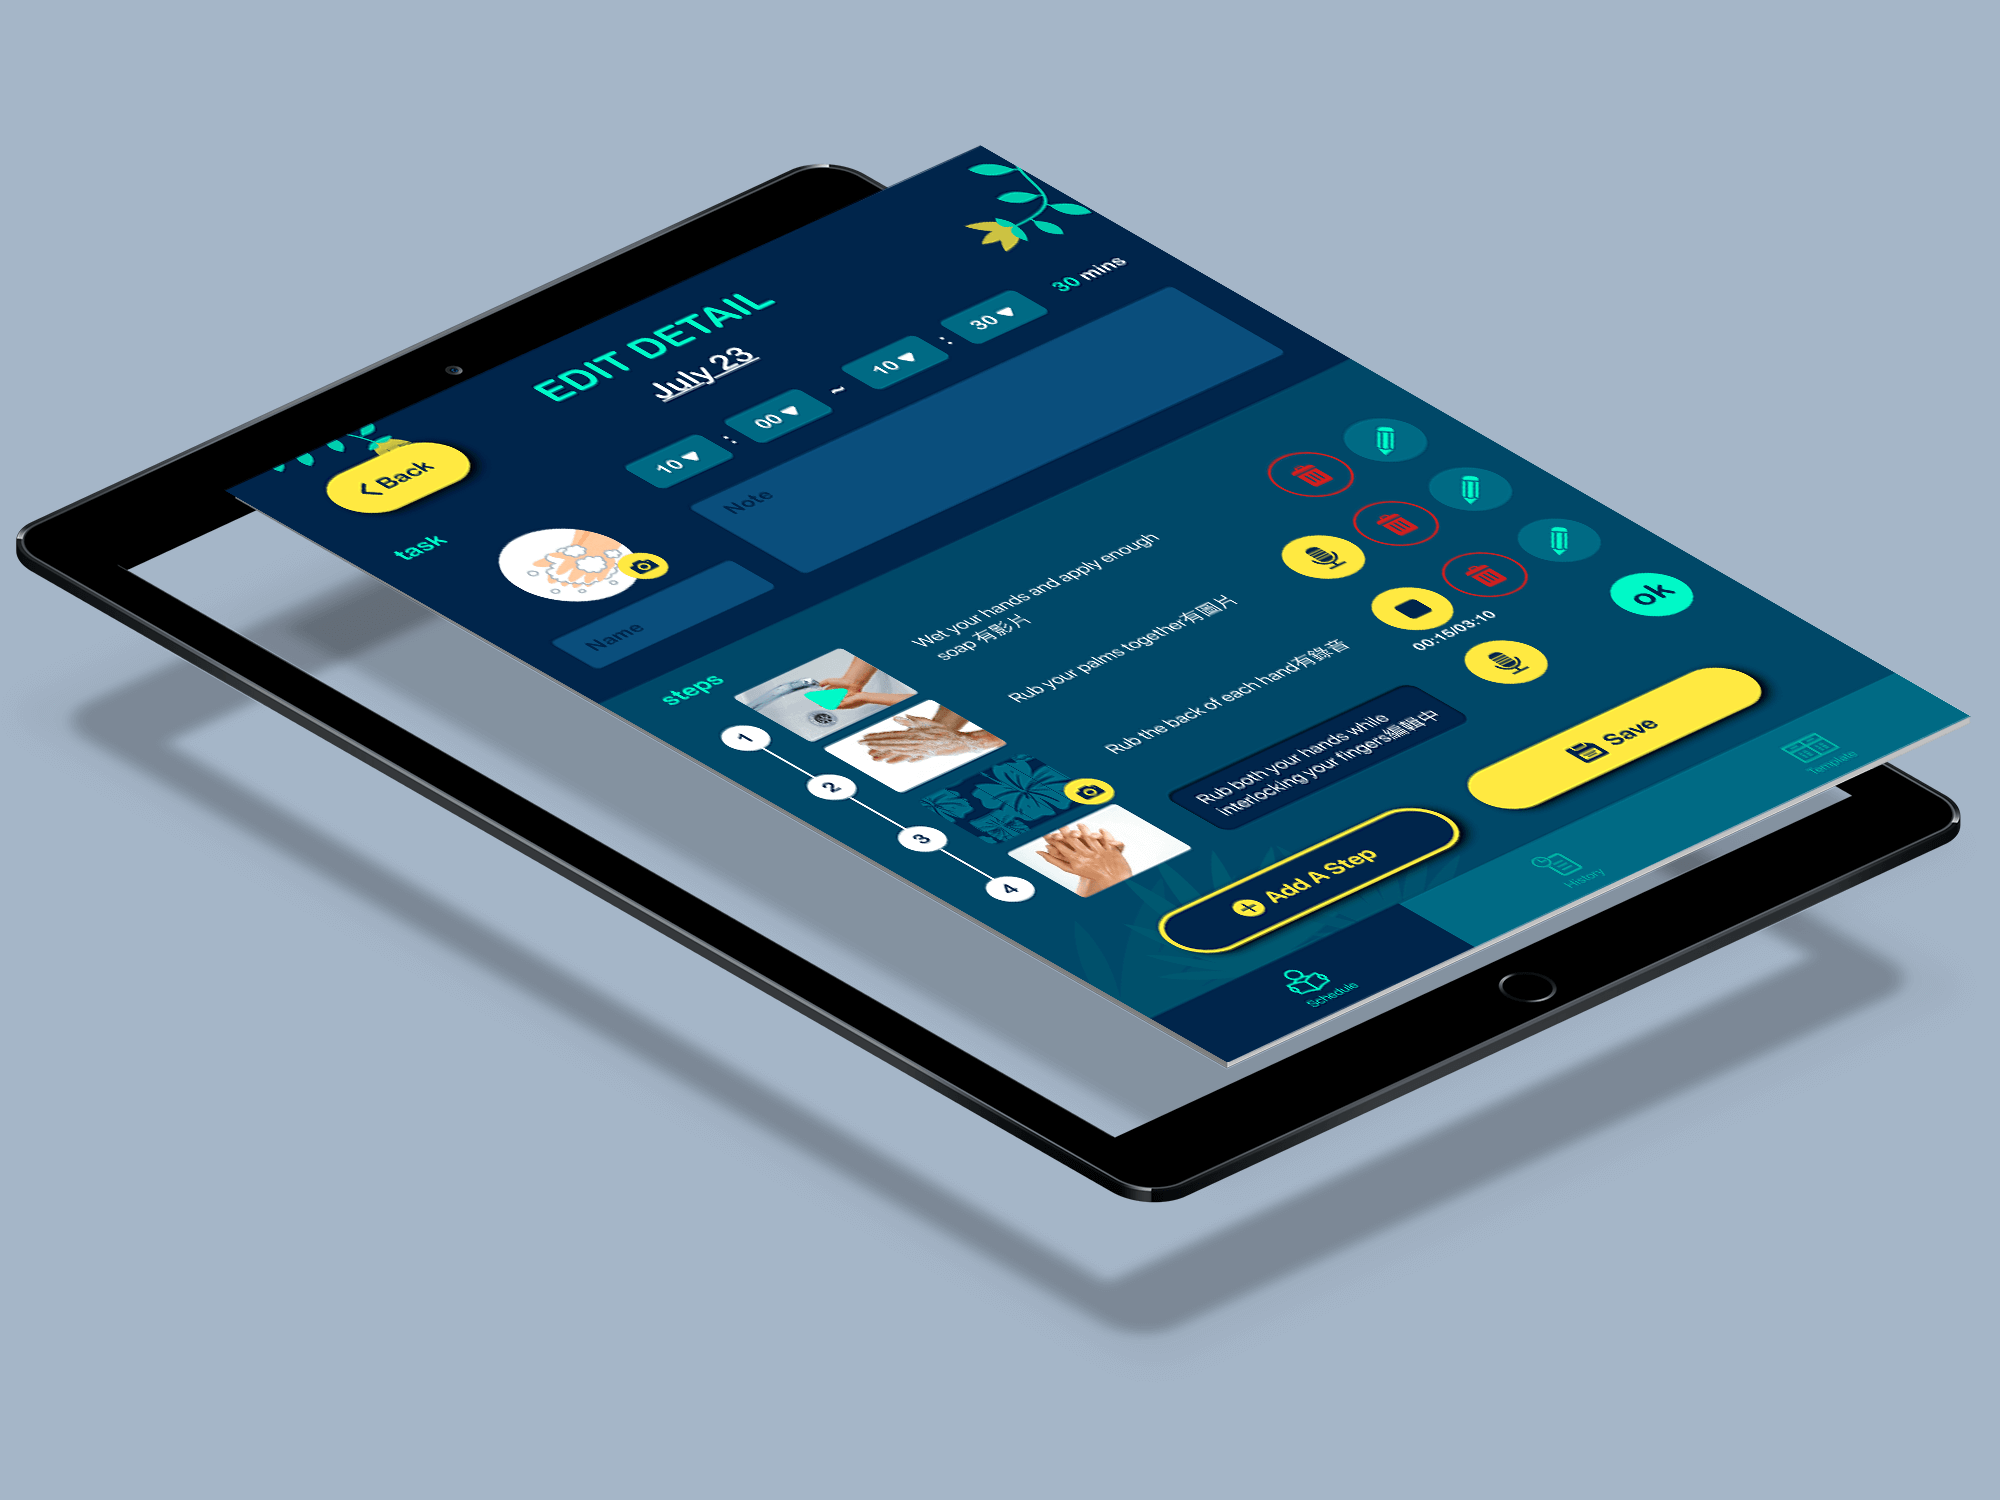 Back
EDIT DETAIL
July 23
task
10 : 00 ~ 10 : 30
30 mins
Name
Note
steps
1
Wet your hands and apply enough
soap 有影片
2
Rub your palms together有圖片
3
Rub the back of each hand有錄音
00:15/03:10
4
Rub both your hands while
interlocking your fingers編輯中
ok
Add A Step
Save
Schedule
History
Template